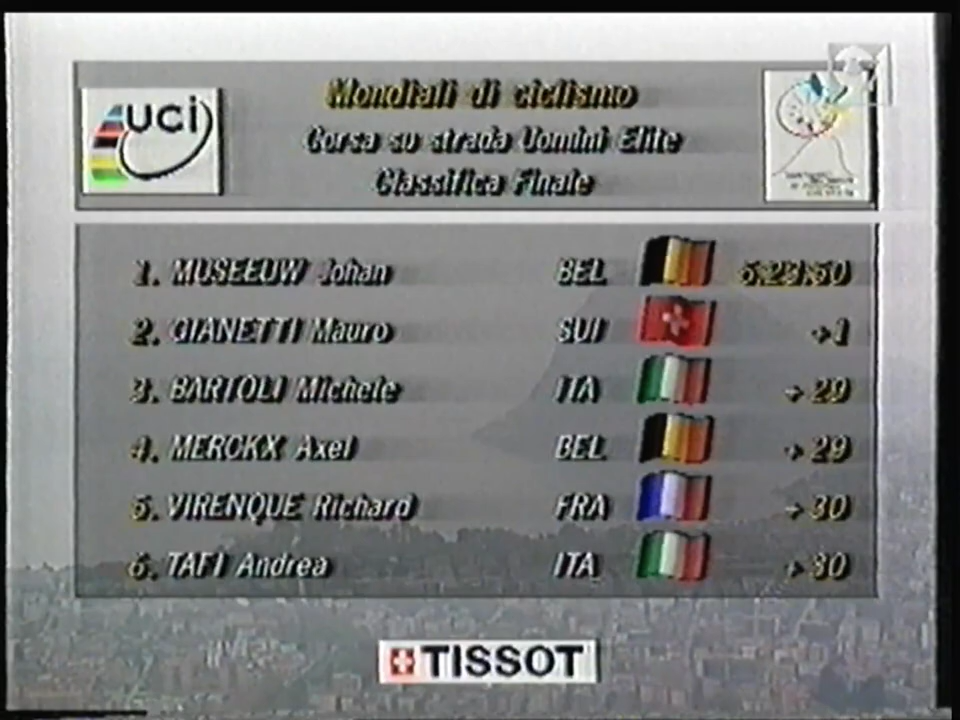 UCI
Mondiali di ciclismo
Corsa su strada Uomini Elite
Classifica Finale
1. MUSEEUW Johan BEL 5.23.50
2. GIANETTI Mauro SUI +1
3. BARTOLI Michele ITA + 29
4. MERCKX Axel BEL + 29
5. VIRENQUE Richard FRA + 30
6. TAFI Andrea ITA + 30
TISSOT